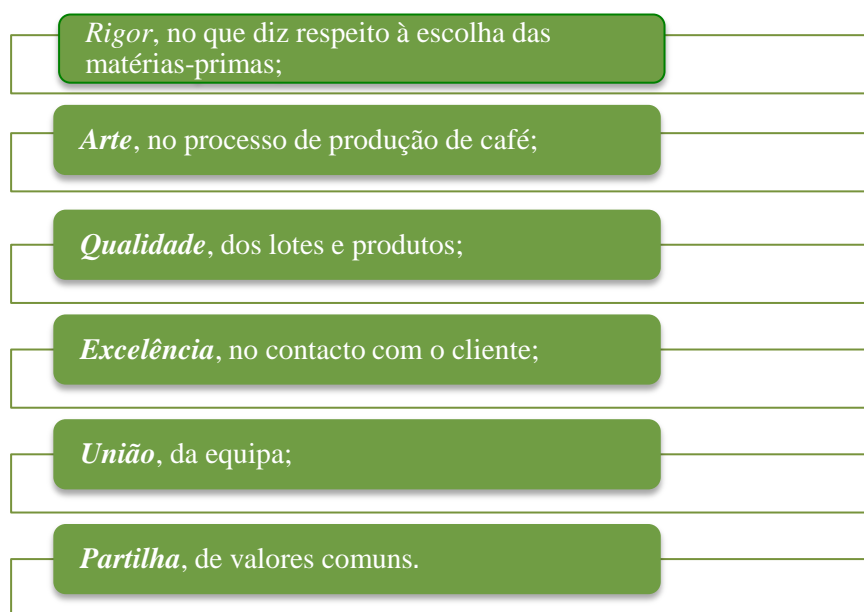 Rigor, no que diz respeito à escolha das
matérias-primas;
Arte, no processo de produção de café;
Qualidade, dos lotes e produtos;
Excelência, no contacto com o cliente;
União, da equipa;
Partilha, de valores comuns.